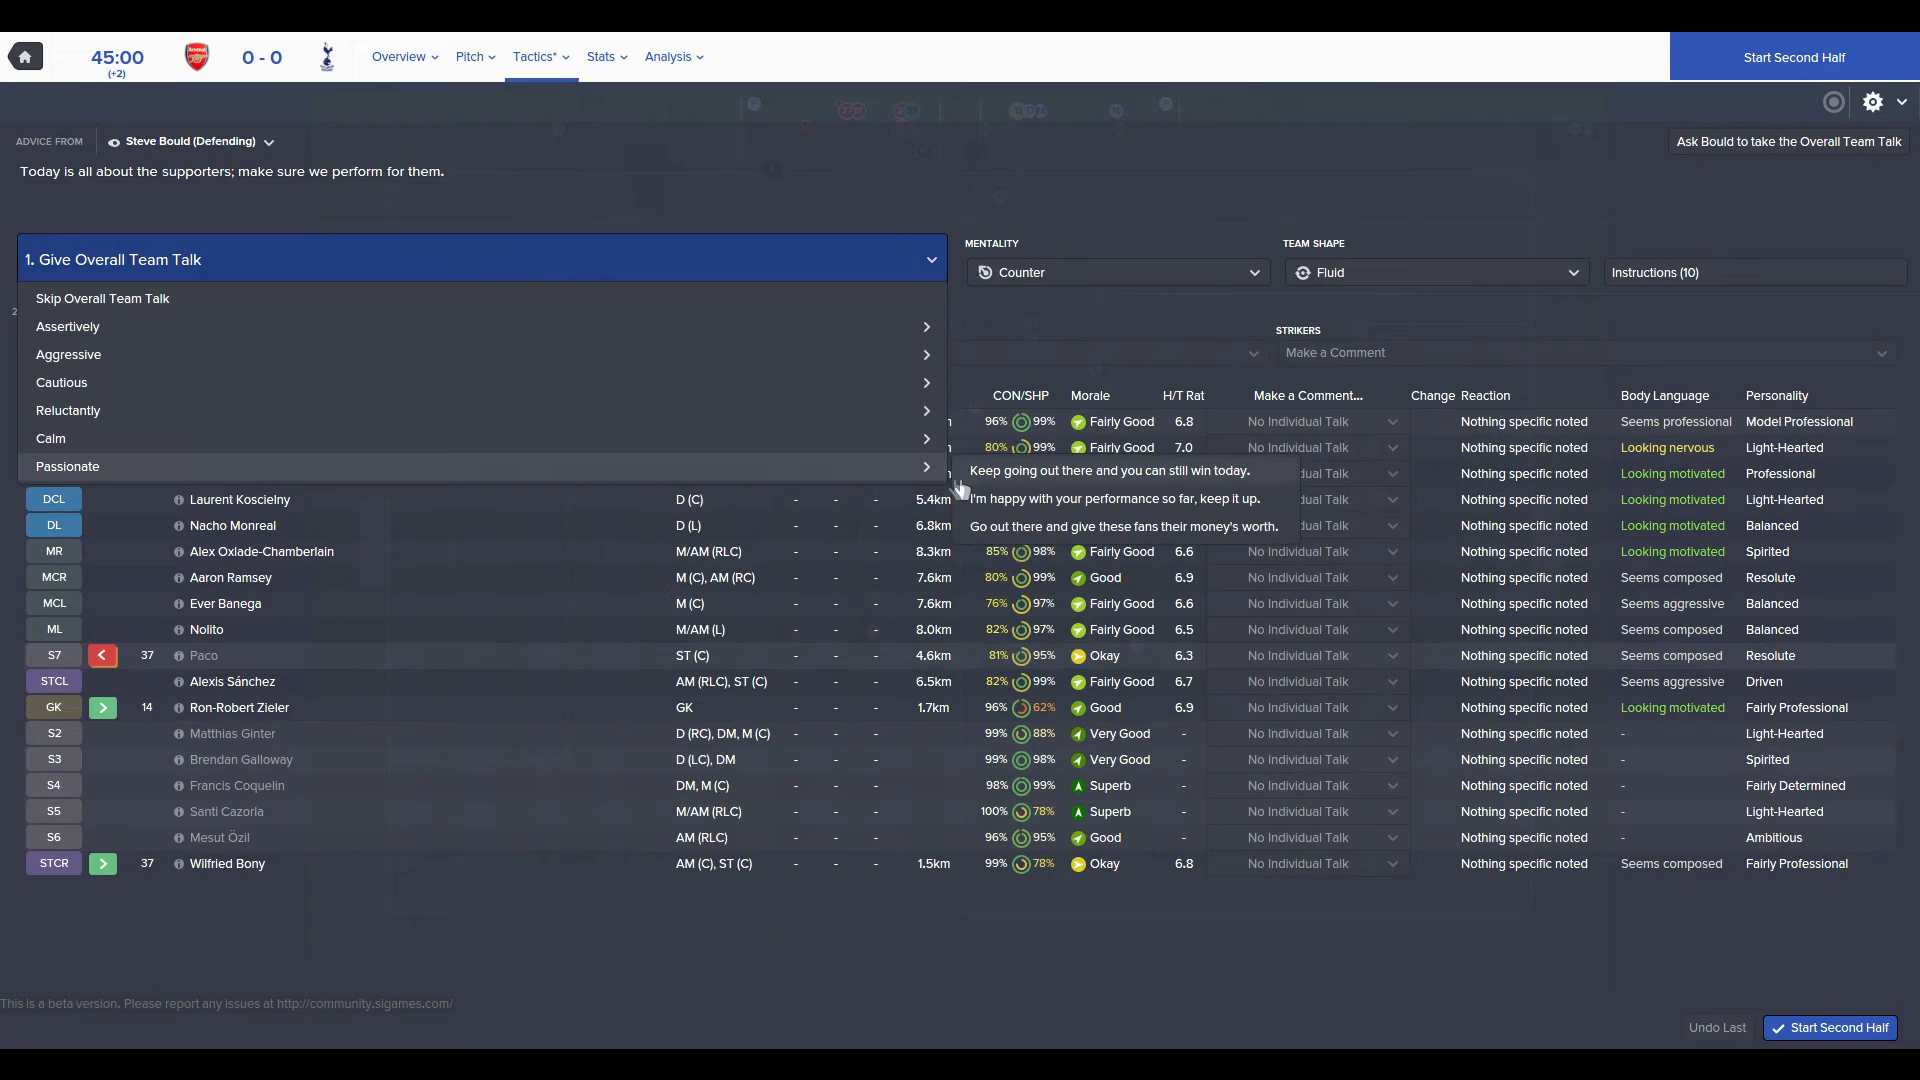 45:00
(+2)
0 - 0
Overview
Pitch
Tactics*
Stats
Analysis
Start Second Half
ADVICE FROM
Steve Bould (Defending)
Ask Bould to take the Overall Team Talk
Today is all about the supporters; make sure we perform for them.
1. Give Overall Team Talk
MENTALITY
TEAM SHAPE
Counter
Fluid
Instructions (10)
Skip Overall Team Talk
Assertively
Aggressive
Cautious
Reluctantly
Calm
Passionate
STRIKERS
Make a Comment
Keep going out there and you can still win today.
I'm happy with your performance so far, keep it up.
Go out there and give these fans their money's worth.
CON/SHP Morale H/T Rat Make a Comment... Change Reaction Body Language Personality
96% 99% Fairly Good 6.8 No Individual Talk Nothing specific noted Seems professional Model Professional
80% 99% Fairly Good 7.0 No Individual Talk Nothing specific noted Looking nervous Light-Hearted
Nothing specific noted Looking motivated Professional
DCL Laurent Koscielny D (C) 5.4km Nothing specific noted Looking motivated Light-Hearted
DL Nacho Monreal D (L) 6.8km Nothing specific noted Looking motivated Balanced
MR Alex Oxlade-Chamberlain M/AM (RLC) - - - 8.3km 85% 98% Fairly Good 6.6 No Individual Talk Nothing specific noted Looking motivated Spirited
MCR Aaron Ramsey M (C), AM (RC) - - - 7.6km 80% 99% Good 6.9 No Individual Talk Nothing specific noted Seems composed Resolute
MCL Ever Banega M (C) - - - 7.6km 76% 97% Fairly Good 6.6 No Individual Talk Nothing specific noted Seems aggressive Balanced
ML Nolito M/AM (L) - - - 8.0km 82% 97% Fairly Good 6.5 No Individual Talk Nothing specific noted Seems composed Balanced
S7 37 Paco ST (C) - - - 4.6km 81% 95% Okay 6.3 No Individual Talk Nothing specific noted Seems composed Resolute
STCL Alexis Sánchez AM (RLC), ST (C) - - - 6.5km 82% 99% Fairly Good 6.7 No Individual Talk Nothing specific noted Seems aggressive Driven
GK 14 Ron-Robert Zieler GK - - - 1.7km 96% 62% Good 6.9 No Individual Talk Nothing specific noted Looking motivated Fairly Professional
S2 Matthias Ginter D (RC), DM, M (C) - - - 99% 88% Very Good - No Individual Talk Nothing specific noted - Light-Hearted
S3 Brendan Galloway D (LC), DM - - - 99% 98% Very Good - No Individual Talk Nothing specific noted - Spirited
S4 Francis Coquelin DM, M (C) - - - 98% 99% Superb - No Individual Talk Nothing specific noted - Fairly Determined
S5 Santi Cazorla M/AM (RLC) - - - 100% 78% Superb - No Individual Talk Nothing specific noted - Light-Hearted
S6 Mesut Özil AM (RLC) - - - 96% 95% Good - No Individual Talk Nothing specific noted - Ambitious
STCR 37 Wilfried Bony AM (C), ST (C) - - - 1.5km 99% 78% Okay 6.8 No Individual Talk Nothing specific noted Seems composed Fairly Professional
This is a beta version. Please report any issues at http://community.sigames.com/
Undo Last
Start Second Half